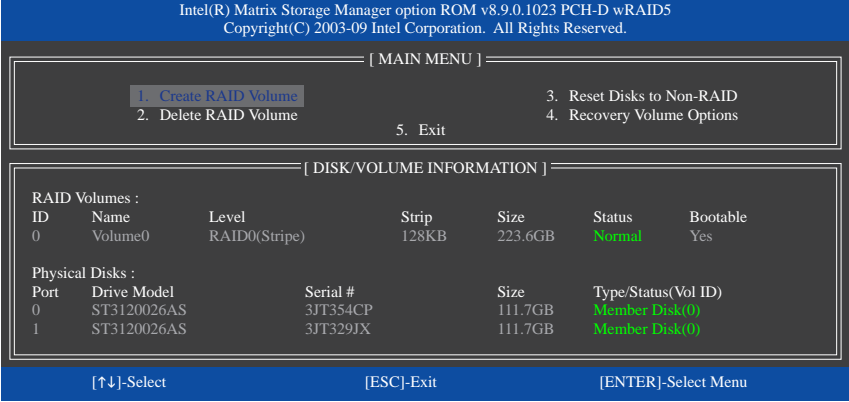 Intel(R) Matrix Storage Manager option ROM v8.9.0.1023 PCH-D wRAID5
Copyright(C) 2003-09 Intel Corporation. All Rights Reserved.
[ MAIN MENU ]
1. Create RAID Volume 3. Reset Disks to Non-RAID
2. Delete RAID Volume 4. Recovery Volume Options
5. Exit
[ DISK/VOLUME INFORMATION ]
RAID Volumes :
ID Name Level Strip Size Status Bootable
0 Volume0 RAID0(Stripe) 128KB 223.6GB Normal Yes
Physical Disks :
Port Drive Model Serial # Size Type/Status(Vol ID)
0 ST3120026AS 3JT354CP 111.7GB Member Disk(0)
1 ST3120026AS 3JT329JX 111.7GB Member Disk(0)
[↑↓]-Select [ESC]-Exit [ENTER]-Select Menu